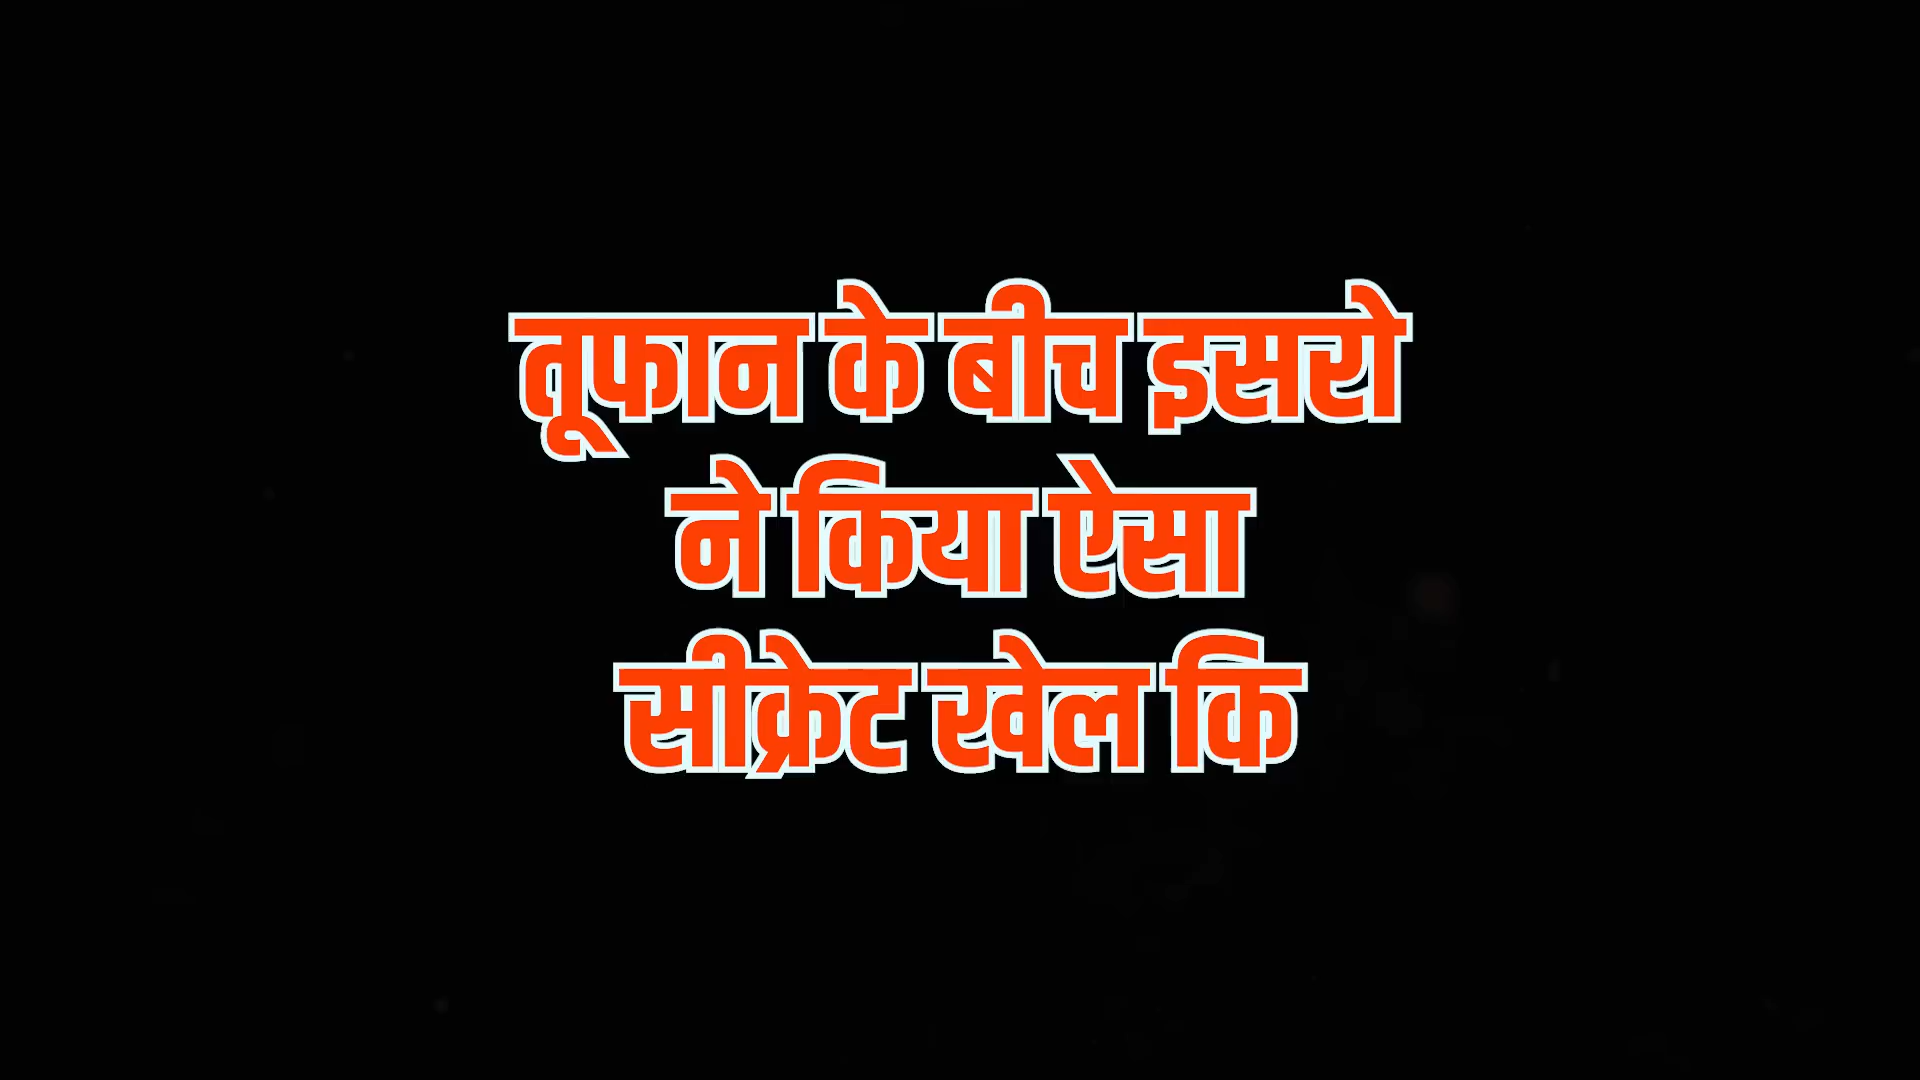 तूफान के बीच इसरो
ने किया ऐसा
सीक्रेट खेल कि